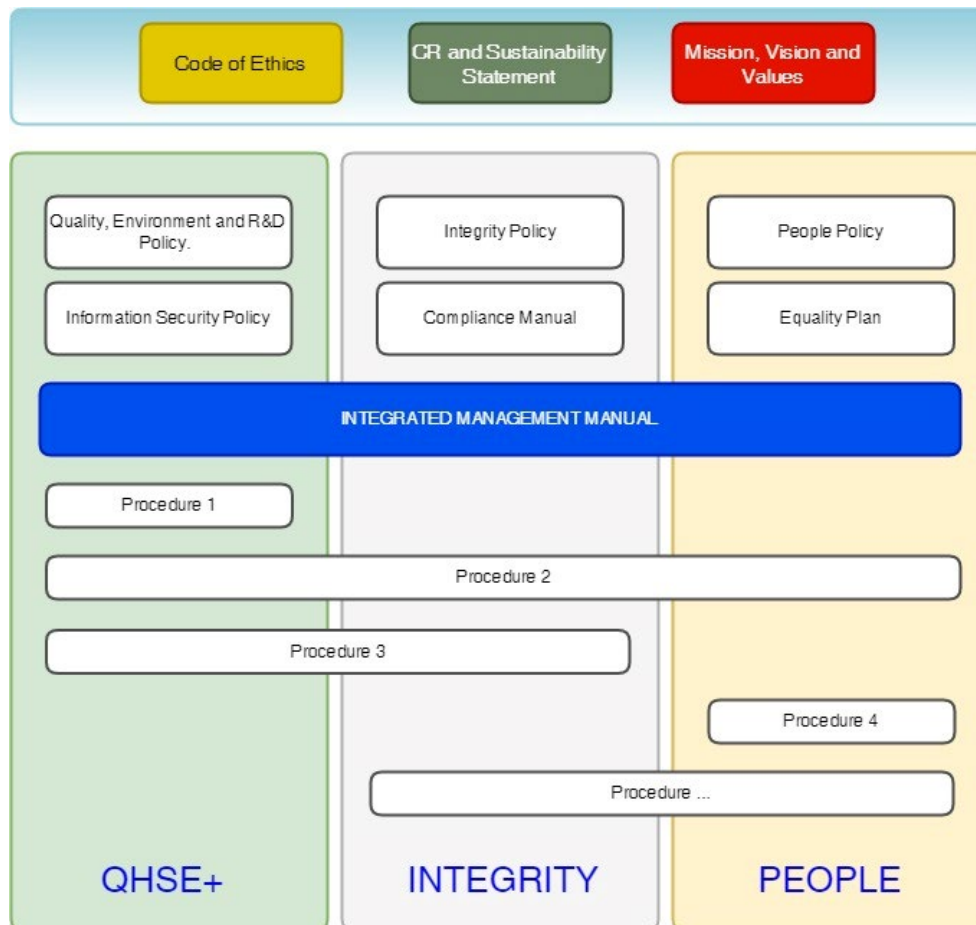 Code of Ethics
CR and Sustainability
Statement
Mission, Vision and
Values
Quality, Environment and R&D
Policy.
Integrity Policy
People Policy
Information Security Policy
Compliance Manual
Equality Plan
INTEGRATED MANAGEMENT MANUAL
Procedure 1
Procedure 2
Procedure 3
Procedure 4
Procedure ...
QHSE+
INTEGRITY
PEOPLE